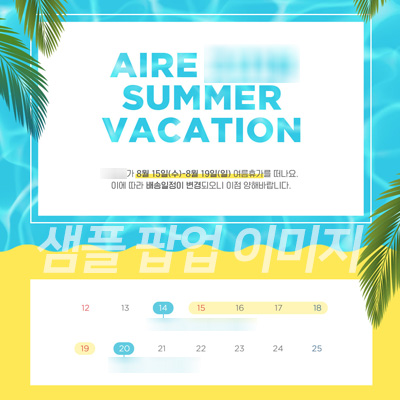 AIRE
SUMMER
VACATION
가 8월 15일(수)-8월 19일(일) 여름휴가를 떠나요.
이에 따라 배송일정이 변경되오니 이점 양해바랍니다.
샘플 팝업 이미지
12 13 14 15 16 17 18
19 20 21 22 23 24 25